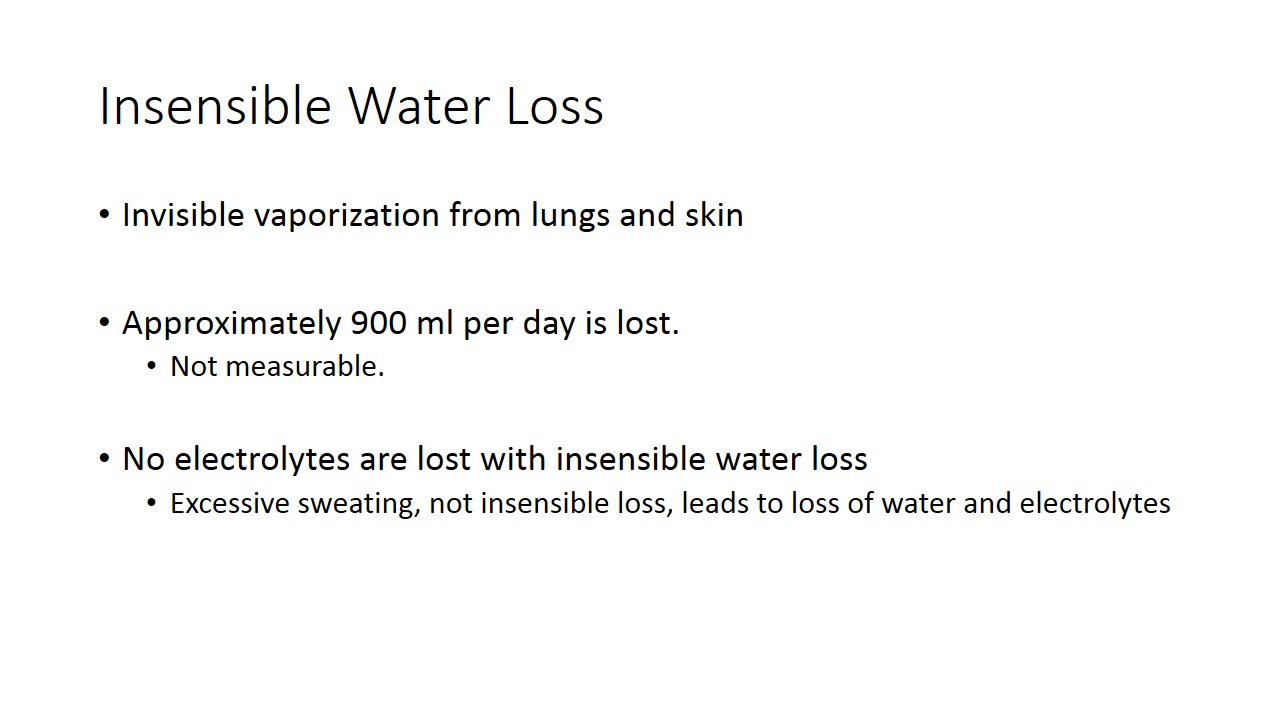 Insensible Water Loss
• Invisible vaporization from lungs and skin
• Approximately 900 ml per day is lost.
• Not measurable.
• No electrolytes are lost with insensible water loss
• Excessive sweating, not insensible loss, leads to loss of water and electrolytes